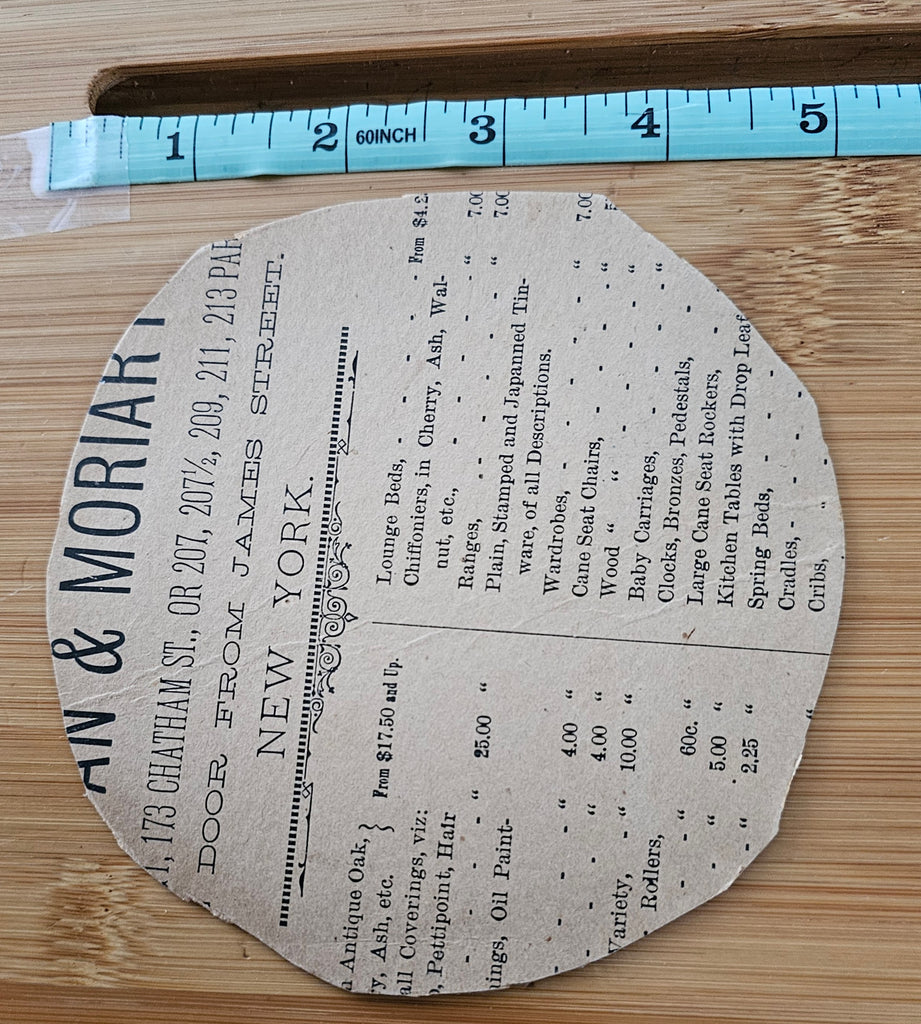 1 2 60INCH 3 4 5
AN & MORIART
1, 173 CHATHAM ST., OR 207, 207½, 209, 211, 213 PAR
DOOR FROM JAMES STREET.
NEW YORK.
Antique Oak, }
y, Ash, etc. } From $17.50 and Up.
all Coverings, viz:
, Pettipoint, Hair
- - - “ 25.00 “
ings, Oil Paint-
- - “ 4.00 “
- - “ 4.00 “
Variety, - “ 10.00 “
Rollers,
- - “ 60c. “
- “ 5.00 “
- - “ 2.25 “
“
Lounge Beds, - - - - From $4.2
Chiffoniers, in Cherry, Ash, Wal-
nut, etc., - - - - “ 7.00
Ranges, - - - - - “ 7.00
Plain, Stamped and Japanned Tin-
ware, of all Descriptions.
Wardrobes, - - - - - “ 7.00
Cane Seat Chairs, - - - “
Wood “ “ - - - “
Baby Carriages, - - - - “
Clocks, Bronzes, Pedestals,
Large Cane Seat Rockers,
Kitchen Tables with Drop Leaf
Spring Beds, - - -
Cradles, - - -
Cribs, - -